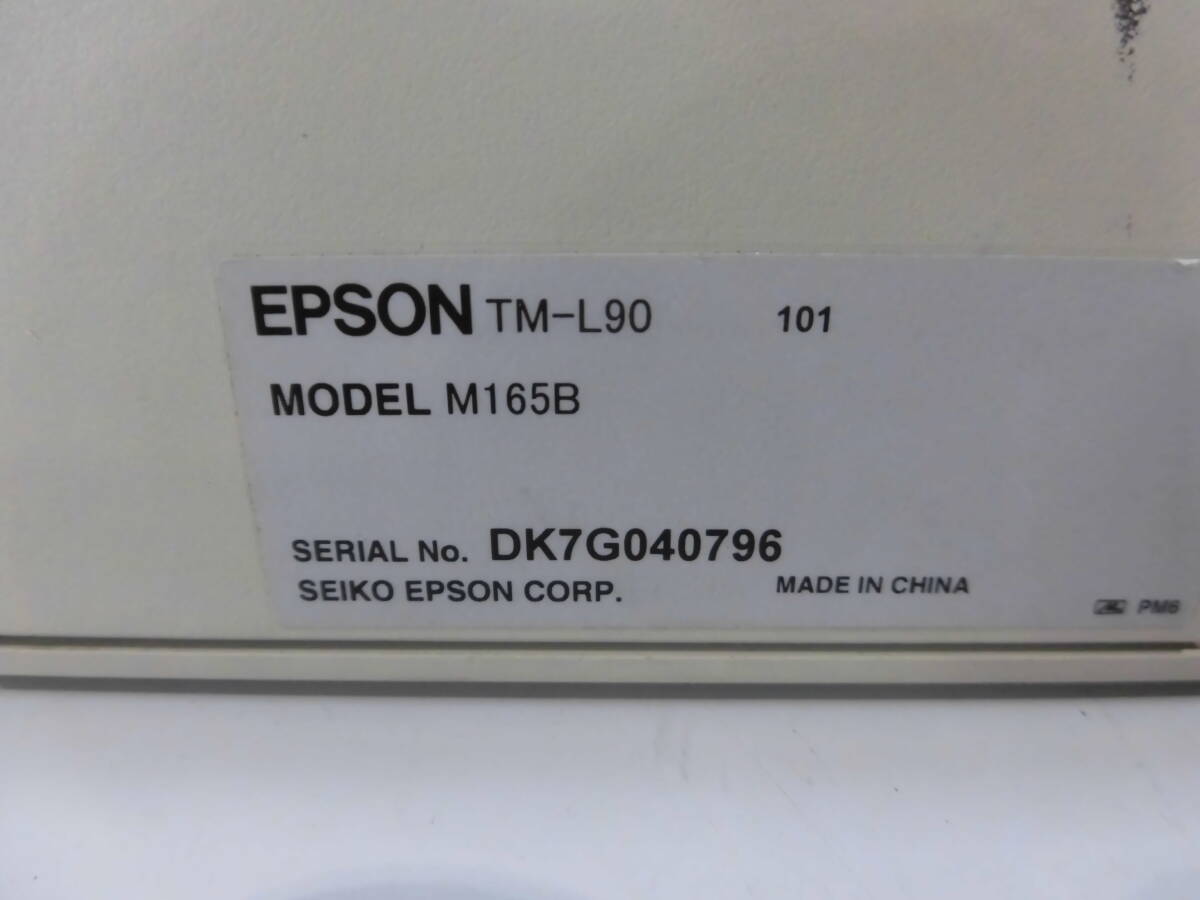 EPSON TM-L90 101
MODEL M165B
SERIAL No. DK7G040796
SEIKO EPSON CORP. MADE IN CHINA
PM6